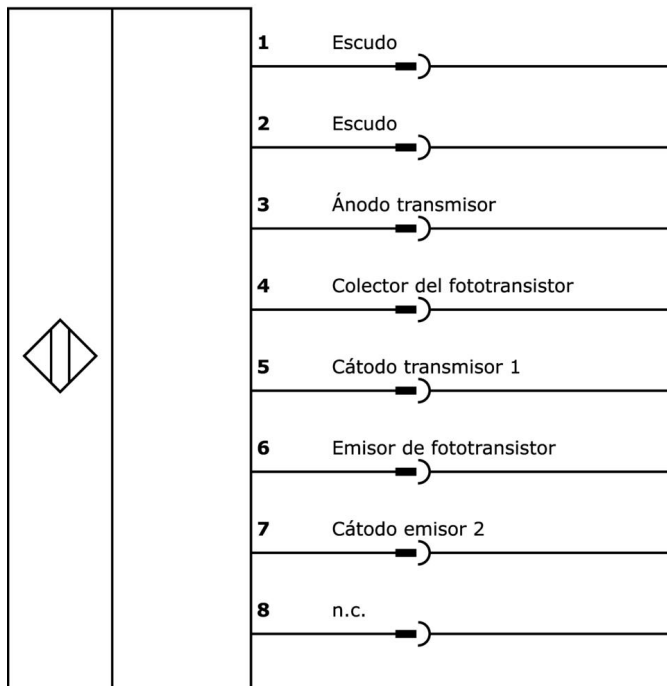 1 Escudo
2 Escudo
3 Ánodo transmisor
4 Colector del fototransistor
5 Cátodo transmisor 1
6 Emisor de fototransistor
7 Cátodo emisor 2
8 n.c.